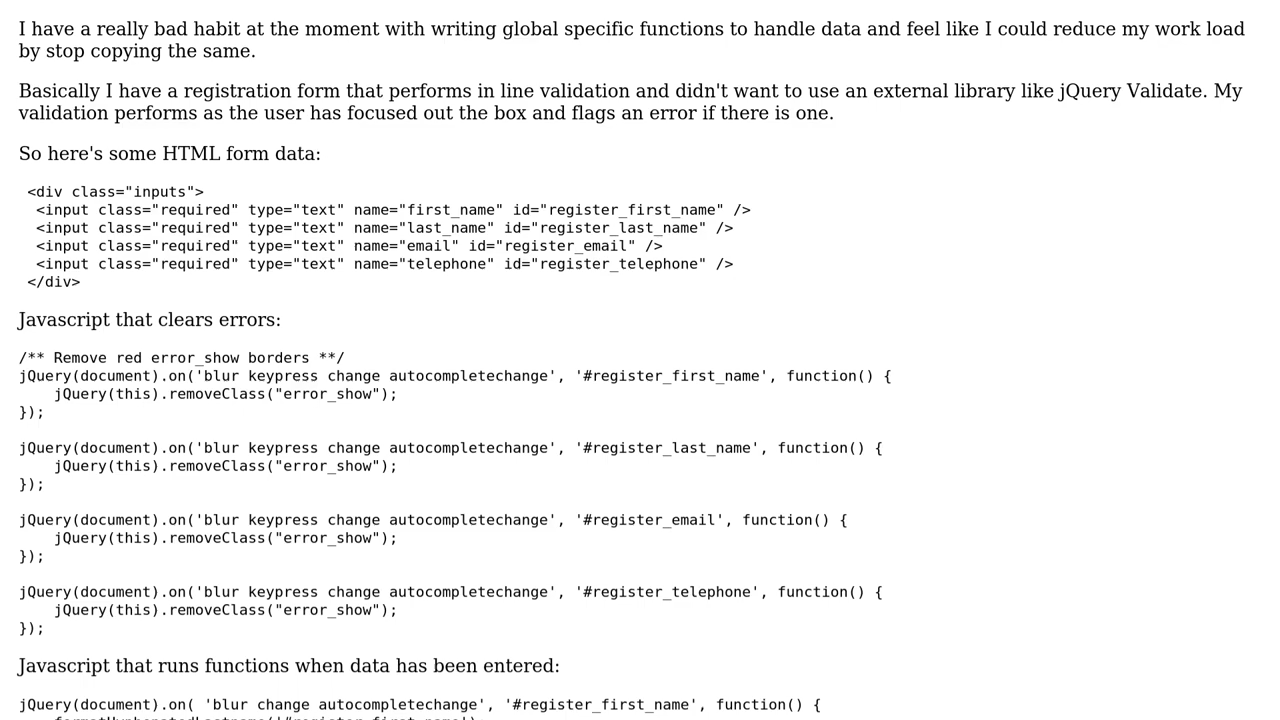 I have a really bad habit at the moment with writing global specific functions to handle data and feel like I could reduce my work load
by stop copying the same.
Basically I have a registration form that performs in line validation and didn't want to use an external library like jQuery Validate. My
validation performs as the user has focused out the box and flags an error if there is one.
So here's some HTML form data:
<div class="inputs">
<input class="required" type="text" name="first_name" id="register_first_name" />
<input class="required" type="text" name="last_name" id="register_last_name" />
<input class="required" type="text" name="email" id="register_email" />
<input class="required" type="text" name="telephone" id="register_telephone" />
</div>
Javascript that clears errors:
/** Remove red error_show borders **/
jQuery(document).on('blur keypress change autocompletechange', '#register_first_name', function() {
jQuery(this).removeClass("error_show");
});
jQuery(document).on('blur keypress change autocompletechange', '#register_last_name', function() {
jQuery(this).removeClass("error_show");
});
jQuery(document).on('blur keypress change autocompletechange', '#register_email', function() {
jQuery(this).removeClass("error_show");
});
jQuery(document).on('blur keypress change autocompletechange', '#register_telephone', function() {
jQuery(this).removeClass("error_show");
});
Javascript that runs functions when data has been entered:
jQuery(document).on( 'blur change autocompletechange', '#register_first_name', function() {